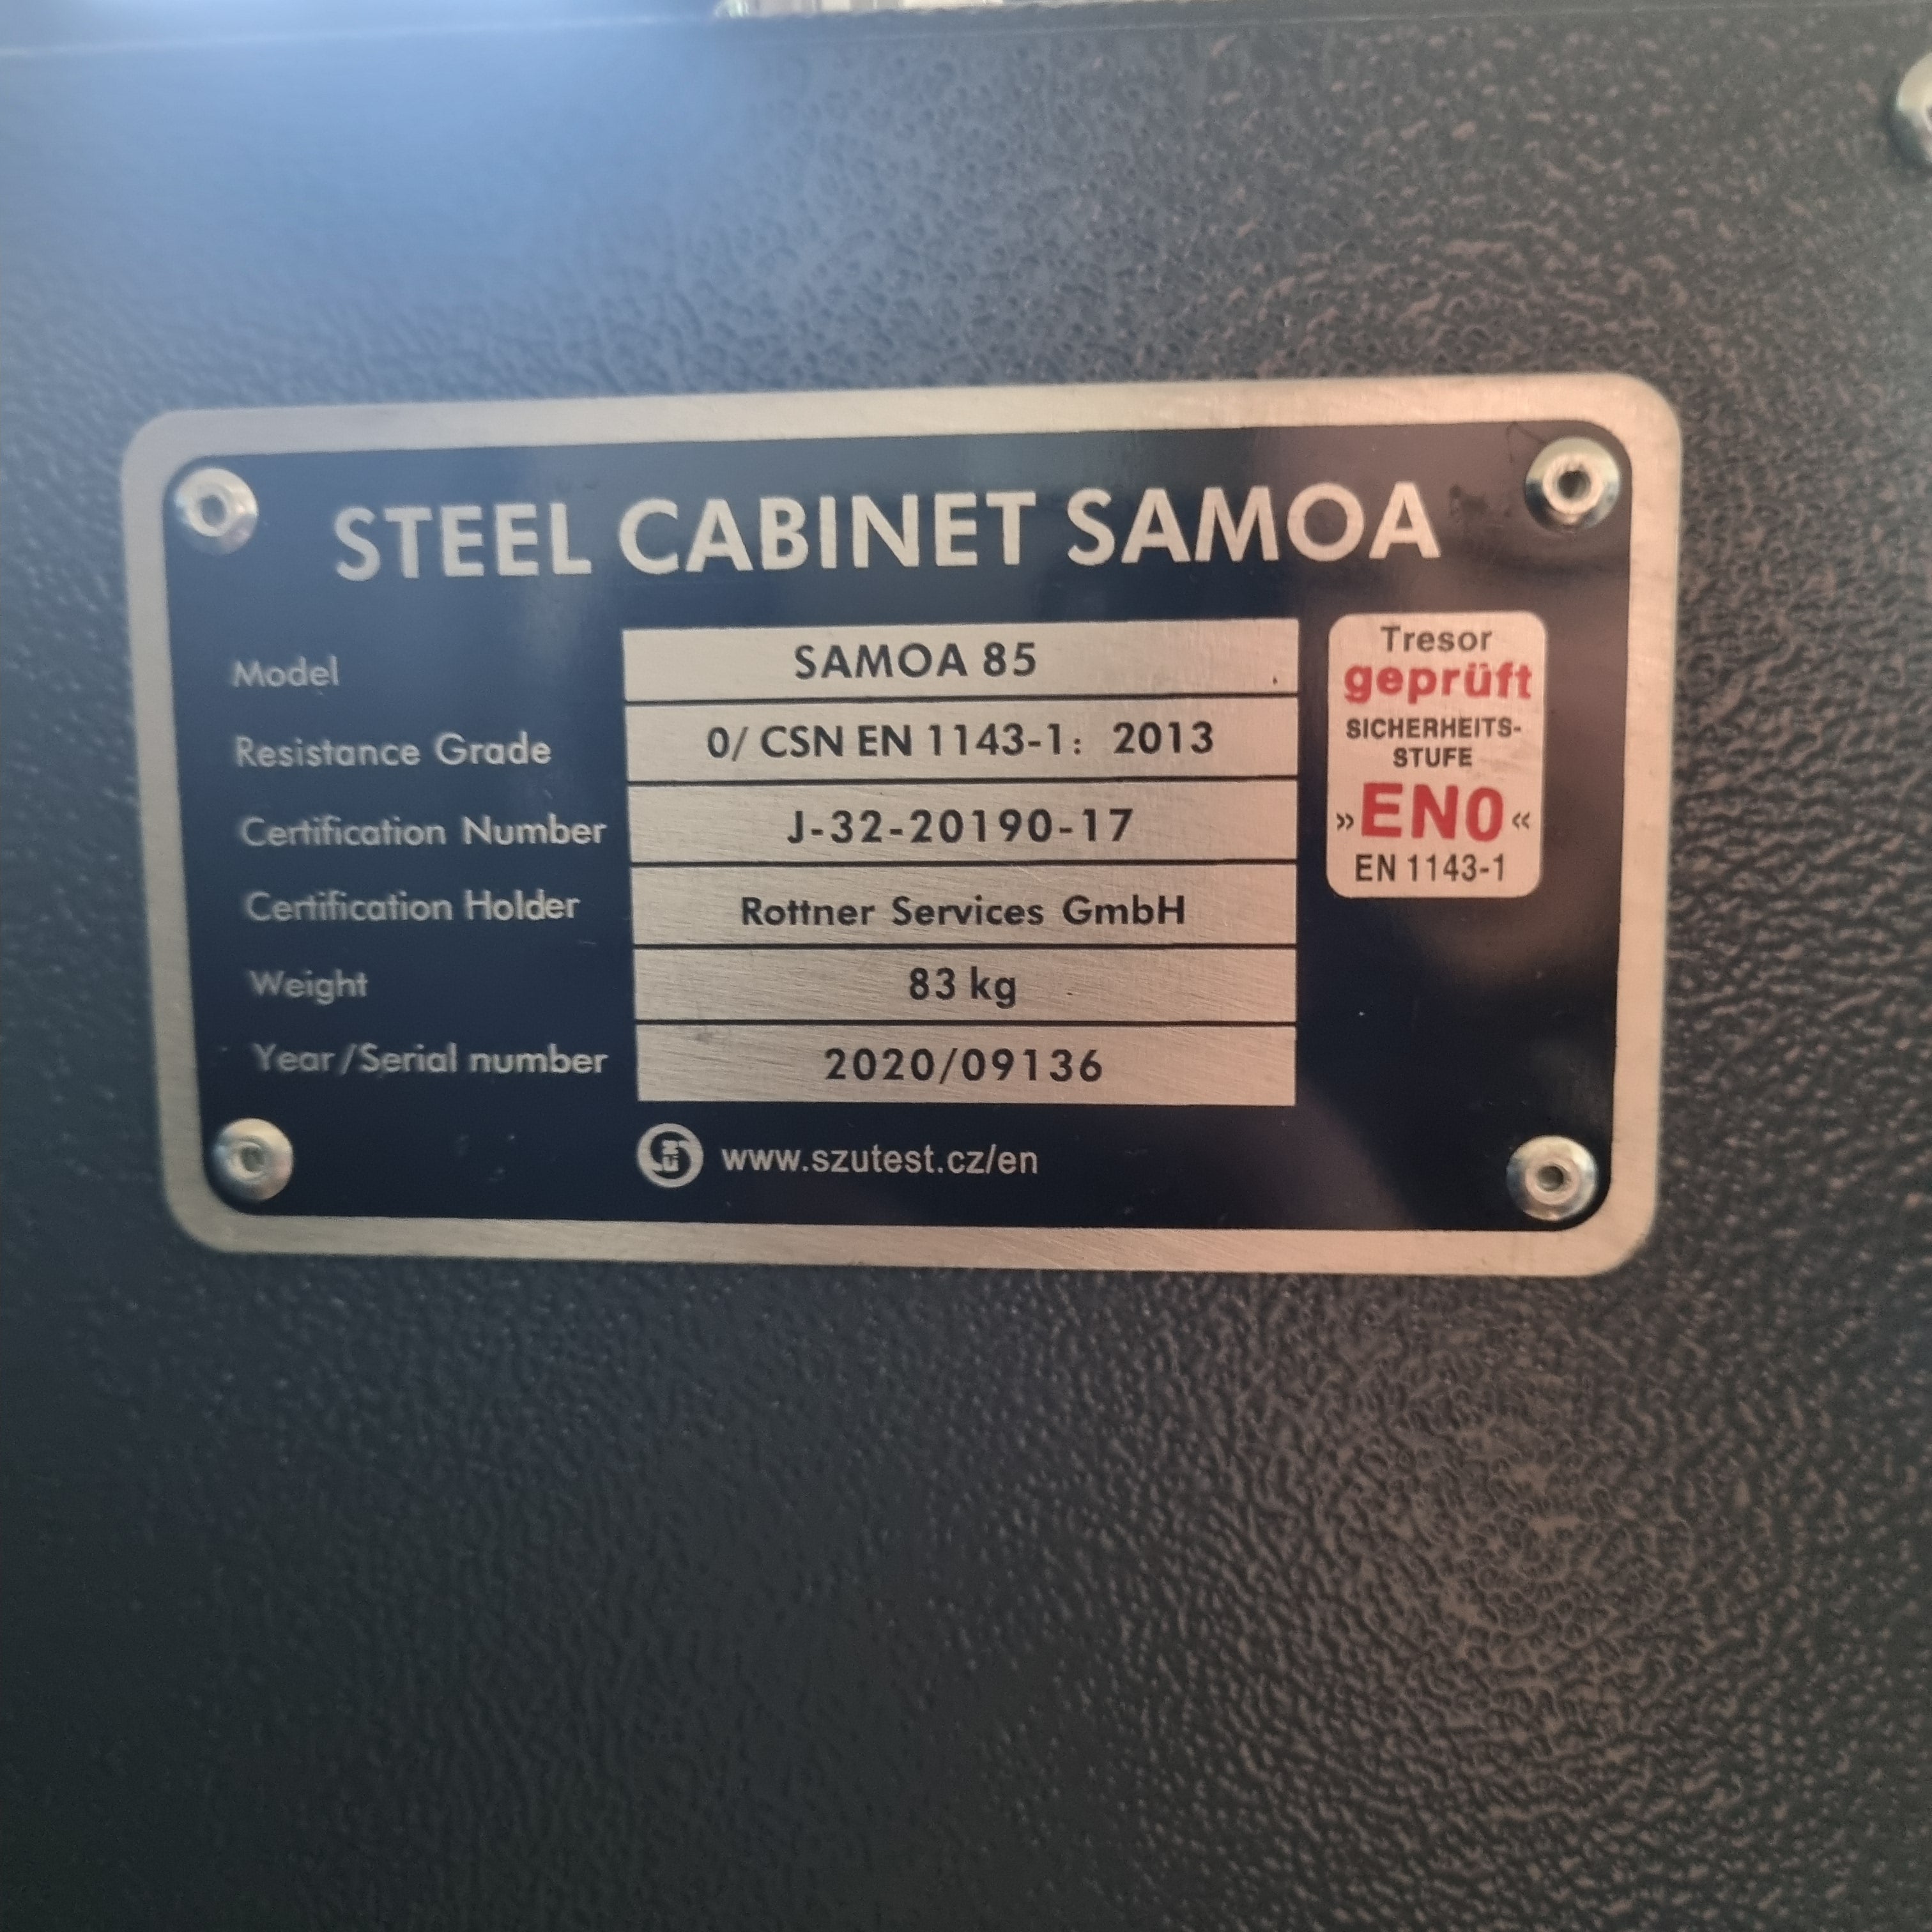 STEEL CABINET SAMOA
Model SAMOA 85
Resistance Grade 0/ CSN EN 1143-1: 2013
Certification Number J-32-20190-17
Certification Holder Rottner Services GmbH
Weight 83 kg
Year/Serial number 2020/09136
Tresor
geprüft
SICHERHEITS-
STUFE
»EN0«
EN 1143-1
www.szutest.cz/en